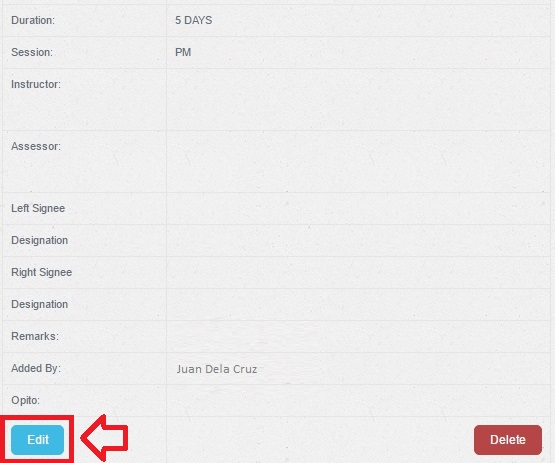 Duration: 5 DAYS
Session: PM
Instructor:
Assessor:
Left Signee
Designation
Right Signee
Designation
Remarks:
Added By: Juan Dela Cruz
Opito:
Edit Delete